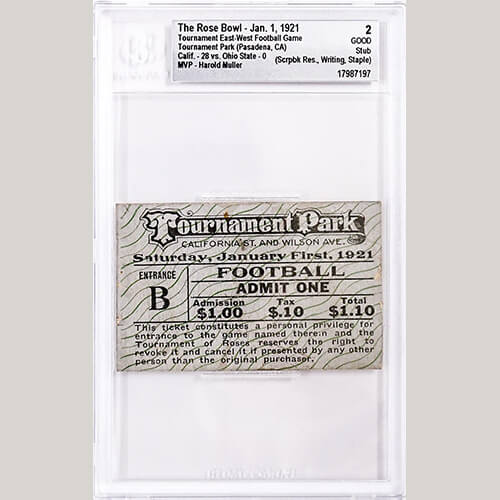 The Rose Bowl - Jan. 1, 1921
Tournament East-West Football Game
Tournament Park (Pasadena, CA)
Calif. - 28 vs. Ohio State - 0
MVP - Harold Muller
2
GOOD
Stub
(Scrpbk Res., Writing, Staple)
17987197
Tournament Park
CALIFORNIA ST. AND WILSON AVE.
Saturday, January First, 1921
ENTRANCE
B
FOOTBALL
ADMIT ONE
Admission Tax Total
$1.00 $.10 $1.10
This ticket constitutes a personal privilege for
entrance to the game named therein and the
Tournament of Roses reserves the right to
revoke it and cancel it if presented by any other
person than the original purchaser.